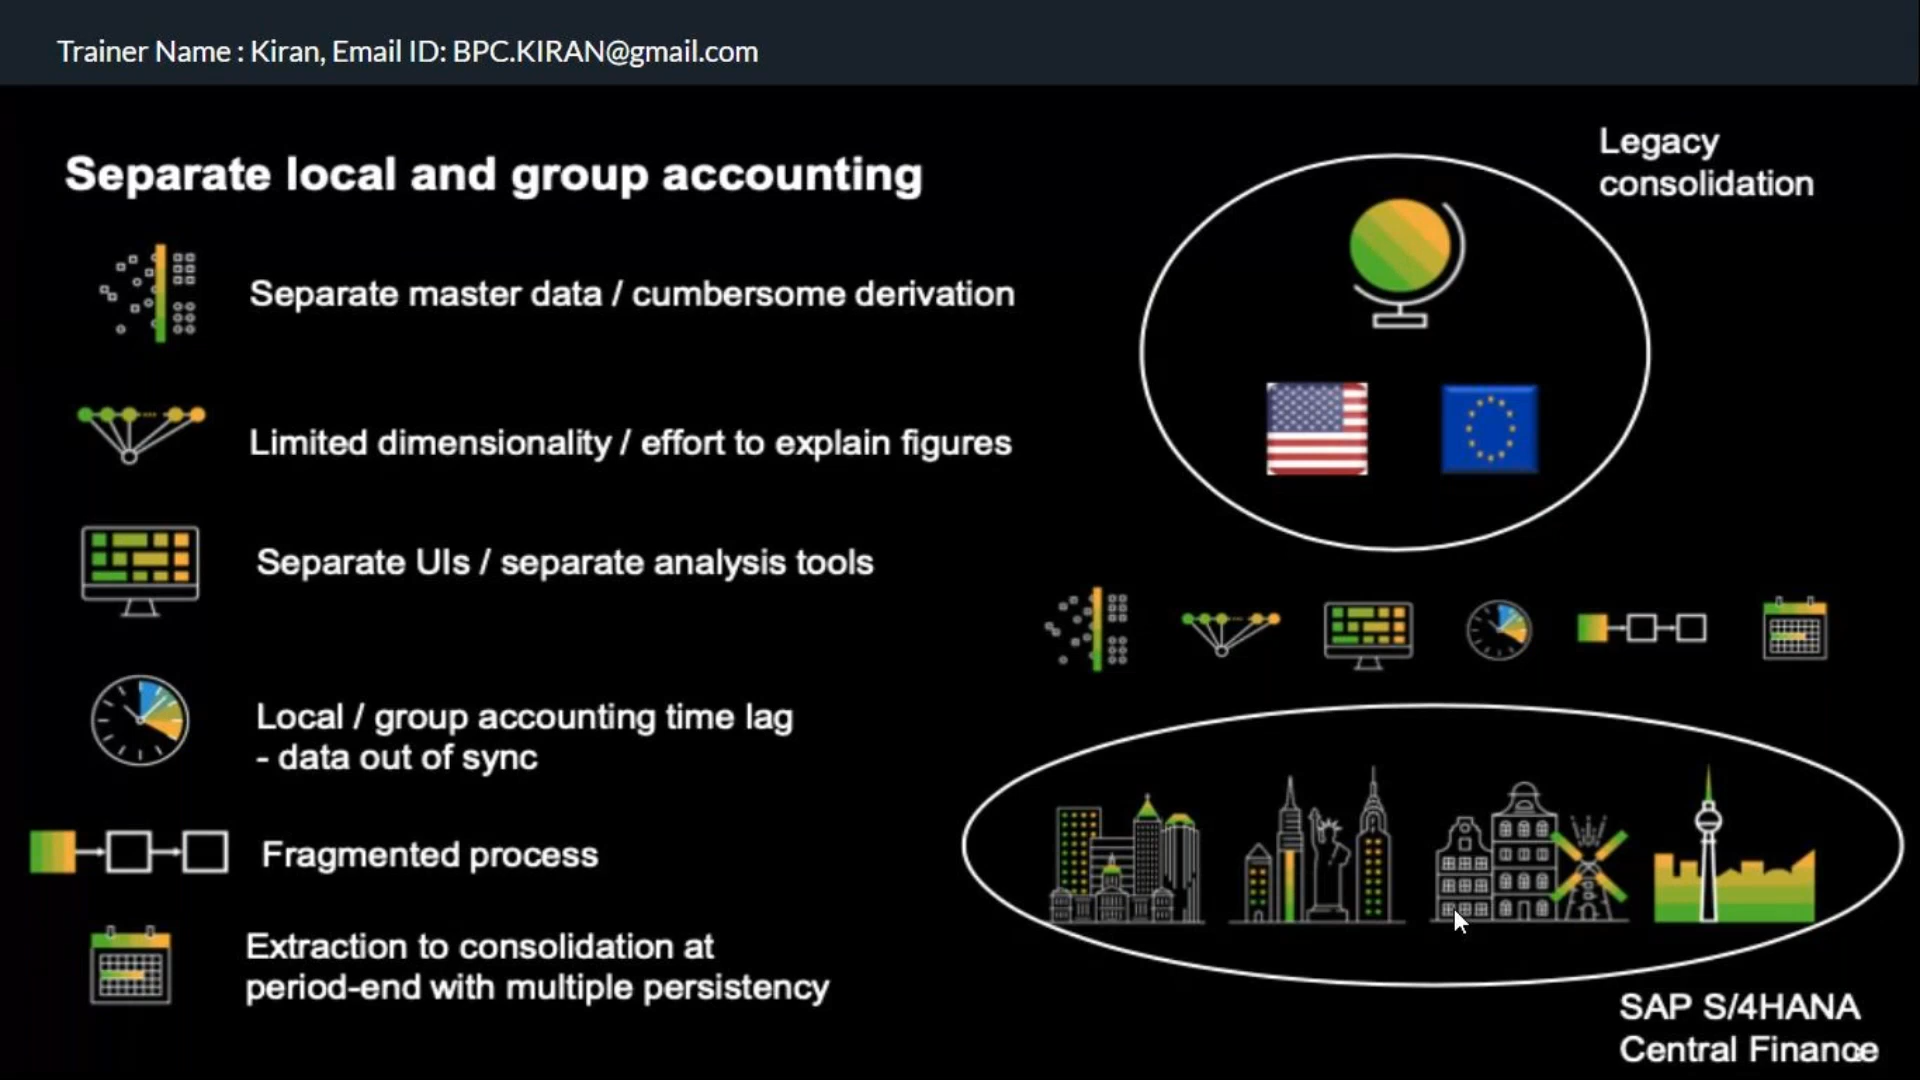 Trainer Name : Kiran, Email ID: BPC.KIRAN@gmail.com
Separate local and group accounting
Separate master data / cumbersome derivation
Limited dimensionality / effort to explain figures
Separate UIs / separate analysis tools
Local / group accounting time lag
- data out of sync
Fragmented process
Extraction to consolidation at
period-end with multiple persistency
Legacy
consolidation
SAP S/4HANA
Central Finance